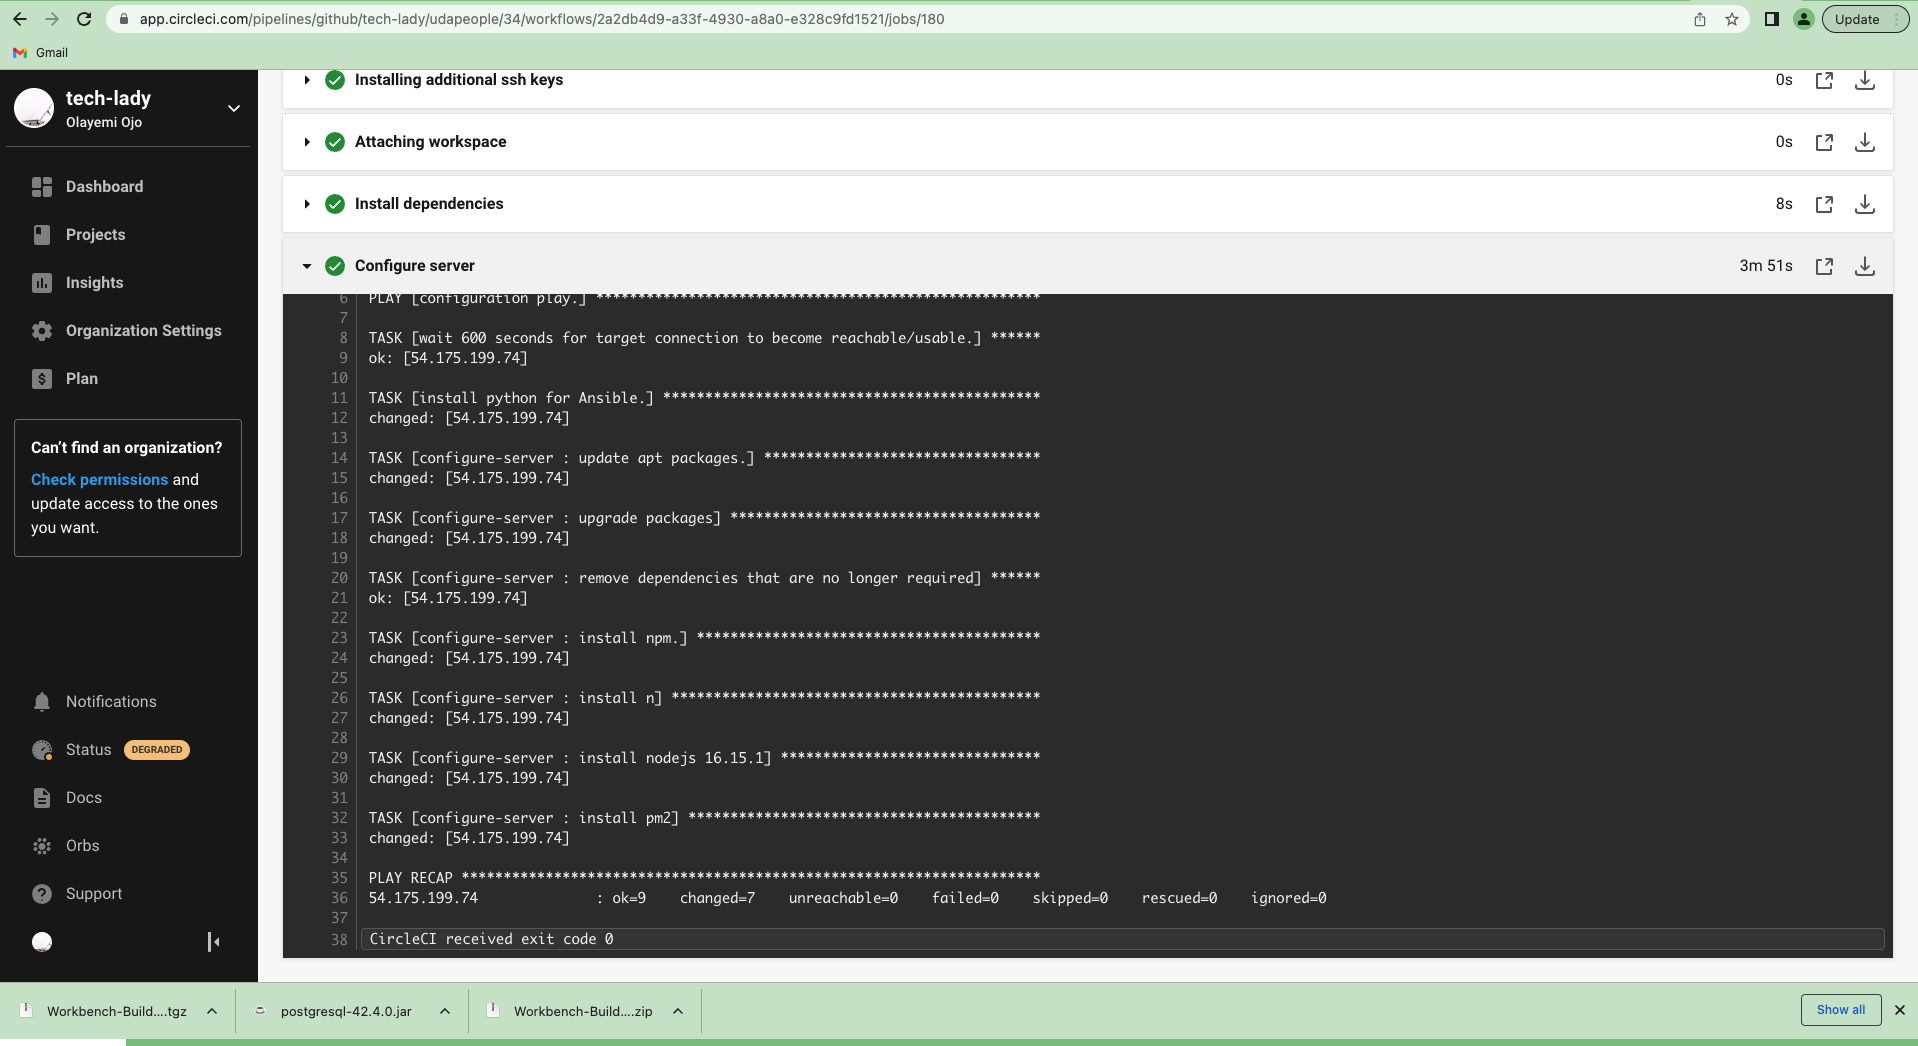 app.circleci.com/pipelines/github/tech-lady/udapeople/34/workflows/2a2db4d9-a33f-4930-a8a0-e328c9fd1521/jobs/180
Update
Gmail
tech-lady
Olayemi Ojo
Dashboard
Projects
Insights
Organization Settings
Plan
Can't find an organization?
Check permissions and
update access to the ones
you want.
Notifications
Status DEGRADED
Docs
Orbs
Support
Installing additional ssh keys 0s
Attaching workspace 0s
Install dependencies 8s
Configure server 3m 51s
6 PLAY [configuration play.] *****************************************************
7
8 TASK [wait 600 seconds for target connection to become reachable/usable.] ******
9 ok: [54.175.199.74]
10
11 TASK [install python for Ansible.] *********************************************
12 changed: [54.175.199.74]
13
14 TASK [configure-server : update apt packages.] *********************************
15 changed: [54.175.199.74]
16
17 TASK [configure-server : upgrade packages] *************************************
18 changed: [54.175.199.74]
19
20 TASK [configure-server : remove dependencies that are no longer required] ******
21 ok: [54.175.199.74]
22
23 TASK [configure-server : install npm.] *****************************************
24 changed: [54.175.199.74]
25
26 TASK [configure-server : install n] ********************************************
27 changed: [54.175.199.74]
28
29 TASK [configure-server : install nodejs 16.15.1] *******************************
30 changed: [54.175.199.74]
31
32 TASK [configure-server : install pm2] ******************************************
33 changed: [54.175.199.74]
34
35 PLAY RECAP *********************************************************************
36 54.175.199.74 : ok=9 changed=7 unreachable=0 failed=0 skipped=0 rescued=0 ignored=0
37
38 CircleCI received exit code 0
Workbench-Build....tgz
postgresql-42.4.0.jar
Workbench-Build....zip
Show all